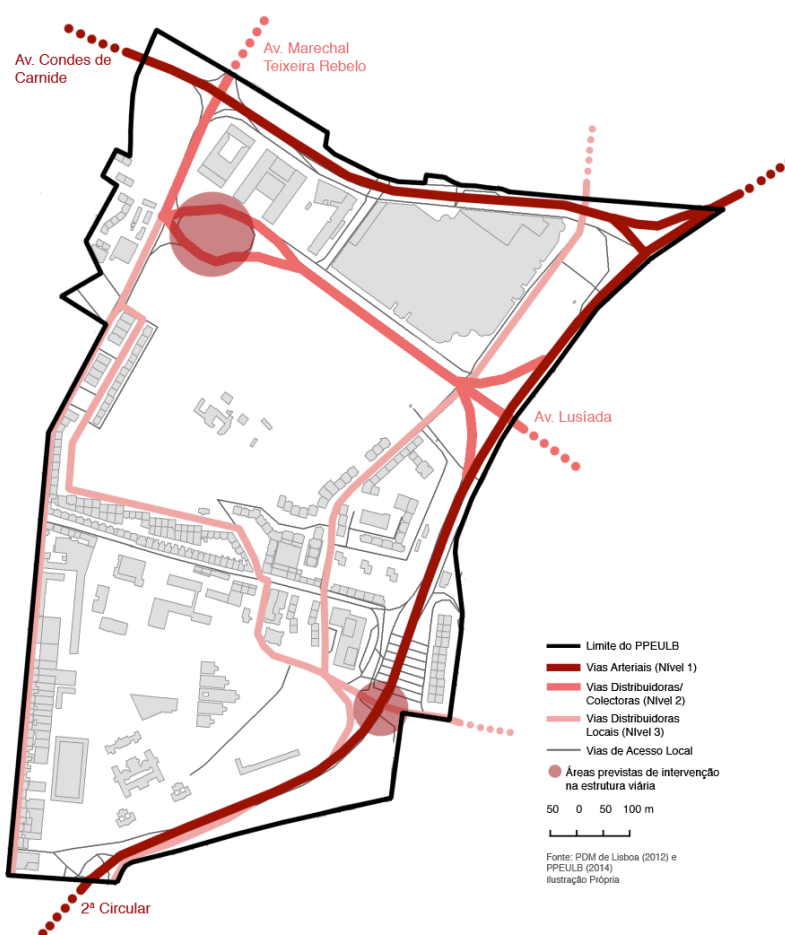 Av. Condes de
Carnide
Av. Marechal
Teixeira Rebelo
Av. Lusíada
2ª Circular
Limite do PPEULB
Vias Arteriais (Nível 1)
Vias Distribuidoras/
Colectoras (Nível 2)
Vias Distribuidoras
Locais (Nível 3)
Vias de Acesso Local
Áreas previstas de intervenção
na estrutura viária
50 0 50 100 m
Fonte: PDM de Lisboa (2012) e
PPEULB (2014)
Ilustração Própria